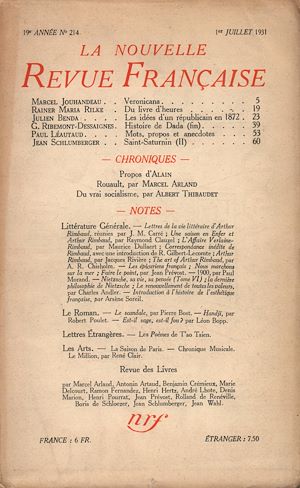 19e ANNÉE No 214.
1er JUILLET 1931
LA NOUVELLE
REVUE FRANÇAISE
MARCEL JOUHANDEAU . . Veronicana . . . . . 5
RAINER MARIA RILKE . . Du livre d'heures . . . . 19
JULIEN BENDA . . . . Les idées d'un républicain en 1872 . 23
G. RIBEMONT-DESSAIGNES. Histoire de Dada (fin) . . . 39
PAUL LÉAUTAUD. . . . Mots, propos et anecdotes . . 53
JEAN SCHLUMBERGER . . Saint-Saturnin (II) . . . . 60
— CHRONIQUES —
Propos d'ALAIN
Rouault, par MARCEL ARLAND
Du vrai socialisme, par ALBERT THIBAUDET
— NOTES —
Littérature Générale. — Lettres de la vie littéraire d'Arthur
Rimbaud, réunies par J. M. Carré ; Une saison en Enfer et
Arthur Rimbaud, par Raymond Clauzel ; L'Affaire Verlaine-
Rimbaud, par Maurice Dullaert ; Correspondance inédite de
Rimbaud, avec une introduction de R. Gilbert-Lecomte ; Arthur
Rimbaud, par Jacques Rivière ; The art of Arthur Rimbaud, par
A. R. Chisholm. — Les épicuriens français ; Nous marchons
sur la mer ; Faire le point, par Jean Prévost. — 1900, par Paul
Morand. — Nietzsche, sa vie, sa pensée (Tome VI) ; la dernière
philosophie de Nietzsche ; Le renouvellement de toutes les valeurs,
par Charles Andler. — Introduction à l'histoire de l'esthétique
française, par Arsène Soreil.
Le Roman. — Le scandale, par Pierre Bost. — Handji, par
Robert Poulet. — Est-il sage, est-il fou ? par Léon Bopp.
Lettres Étrangères. — Les Poèmes de T'ao Ts'ien.
Les Arts. — La Saison de Paris. — Chronique Musicale.
Le Million, par René Clair.
Revue des Livres
par Marcel Arland, Antonin Artaud, Benjamin Crémieux, Marie
Delcourt, Ramon Fernandez, Henri Hertz, André Lhote, Denis
Marion, Henri Pourrat, Jean Prévost, Rolland de Renéville,
Boris de Schloezer, Jean Schlumberger, Jean Wahl.
nrf
FRANCE : 6 FR.
ÉTRANGER : 7.50